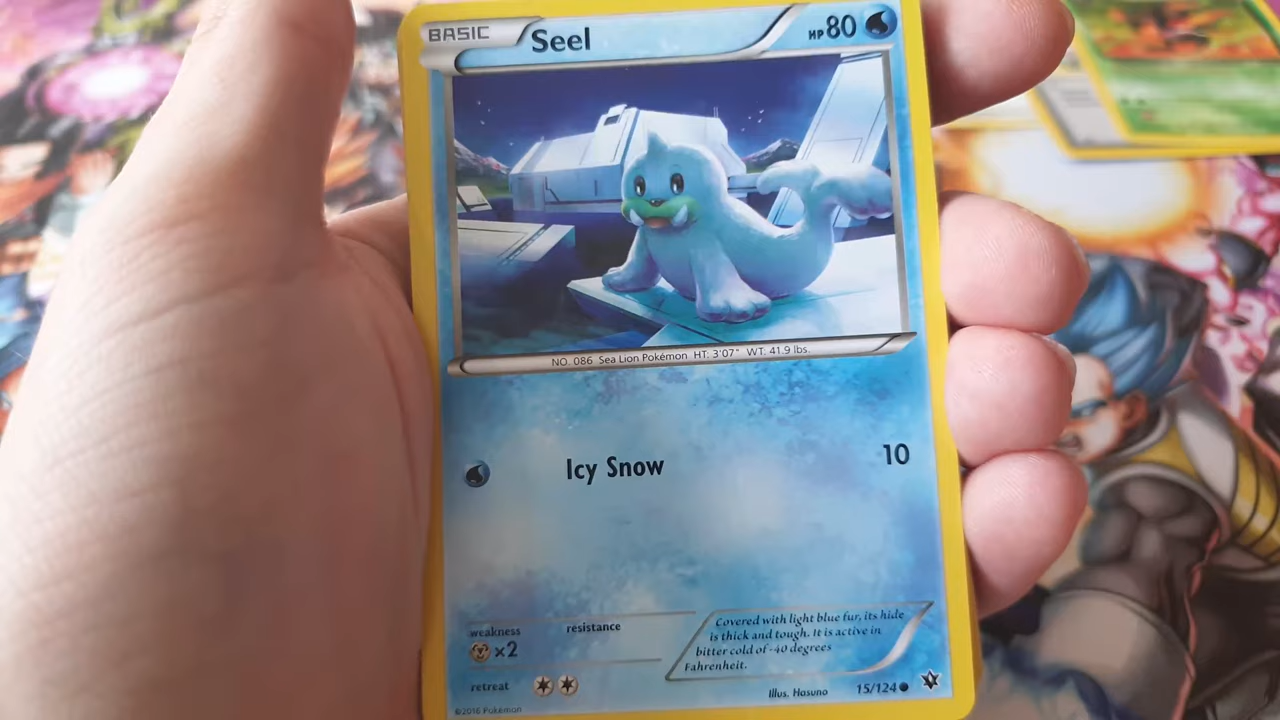 BASIC Seel HP80
NO. 086 Sea Lion Pokémon HT: 3'07" WT: 41.9 lbs.
Icy Snow 10
weakness resistance
×2
Covered with light blue fur, its hide
is thick and tough. It is active in
bitter cold of -40 degrees
Fahrenheit.
retreat
Illus. Hasuno 15/124
©2016 Pokémon